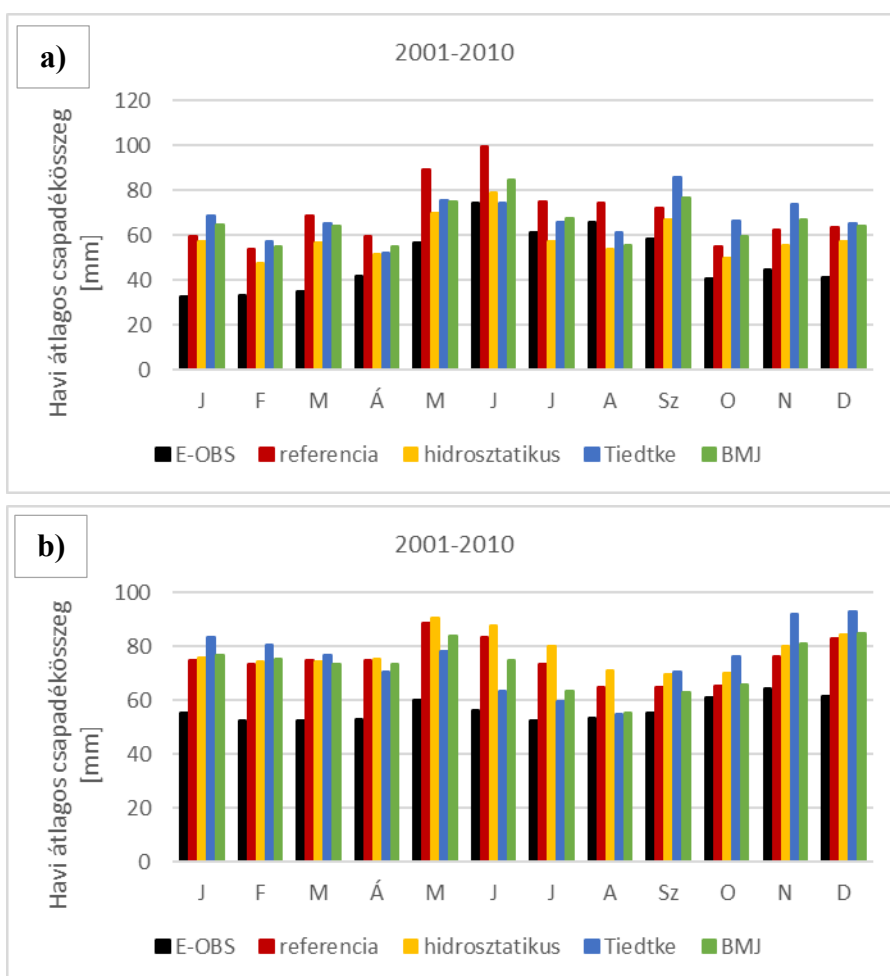 a)
2001-2010
Havi átlagos csapadékösszeg
[mm]
120
100
80
60
40
20
0
J F M Á M J J A Sz O N D
E-OBS referencia hidrosztatikus Tiedtke BMJ
b)
2001-2010
Havi átlagos csapadékösszeg
[mm]
100
80
60
40
20
0
J F M Á M J J A Sz O N D
E-OBS referencia hidrosztatikus Tiedtke BMJ